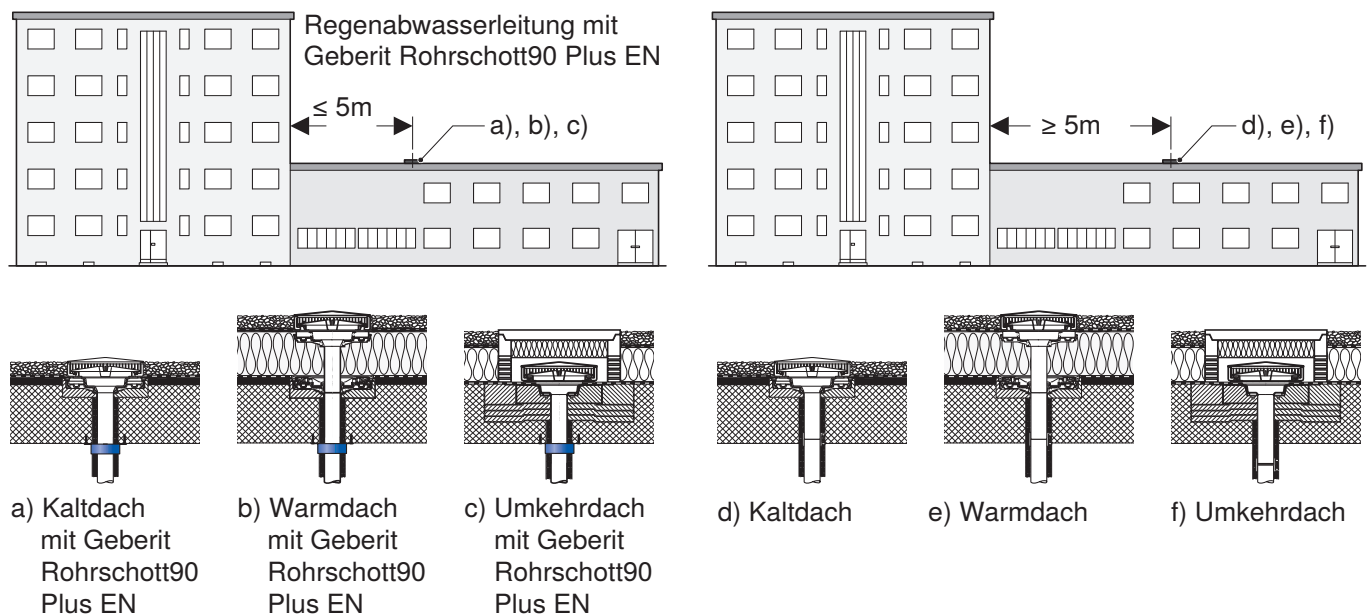 Regenabwasserleitung mit
Geberit Rohrschott90 Plus EN
≤ 5m
a), b), c)
≥ 5m
d), e), f)
a) Kaltdach
mit Geberit
Rohrschott90
Plus EN
b) Warmdach
mit Geberit
Rohrschott90
Plus EN
c) Umkehrdach
mit Geberit
Rohrschott90
Plus EN
d) Kaltdach
e) Warmdach
f) Umkehrdach